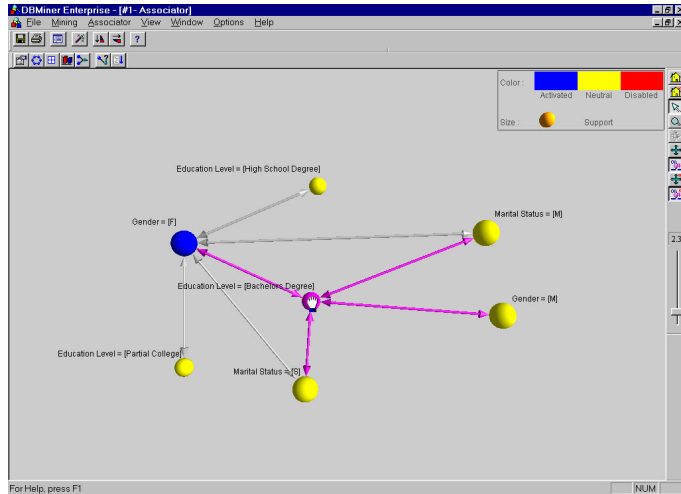 DBMiner Enterprise - [#1- Associator]
File Mining Associator View Window Options Help
?
Color :
Activated Neutral Disabled
Size : Support
Education Level = [High School Degree]
Gender = [F]
Marital Status = [M]
2.3
Education Level = [Bachelors Degree]
Gender = [M]
Education Level = [Partial College]
Marital Status = [S]
For Help, press F1
NUM